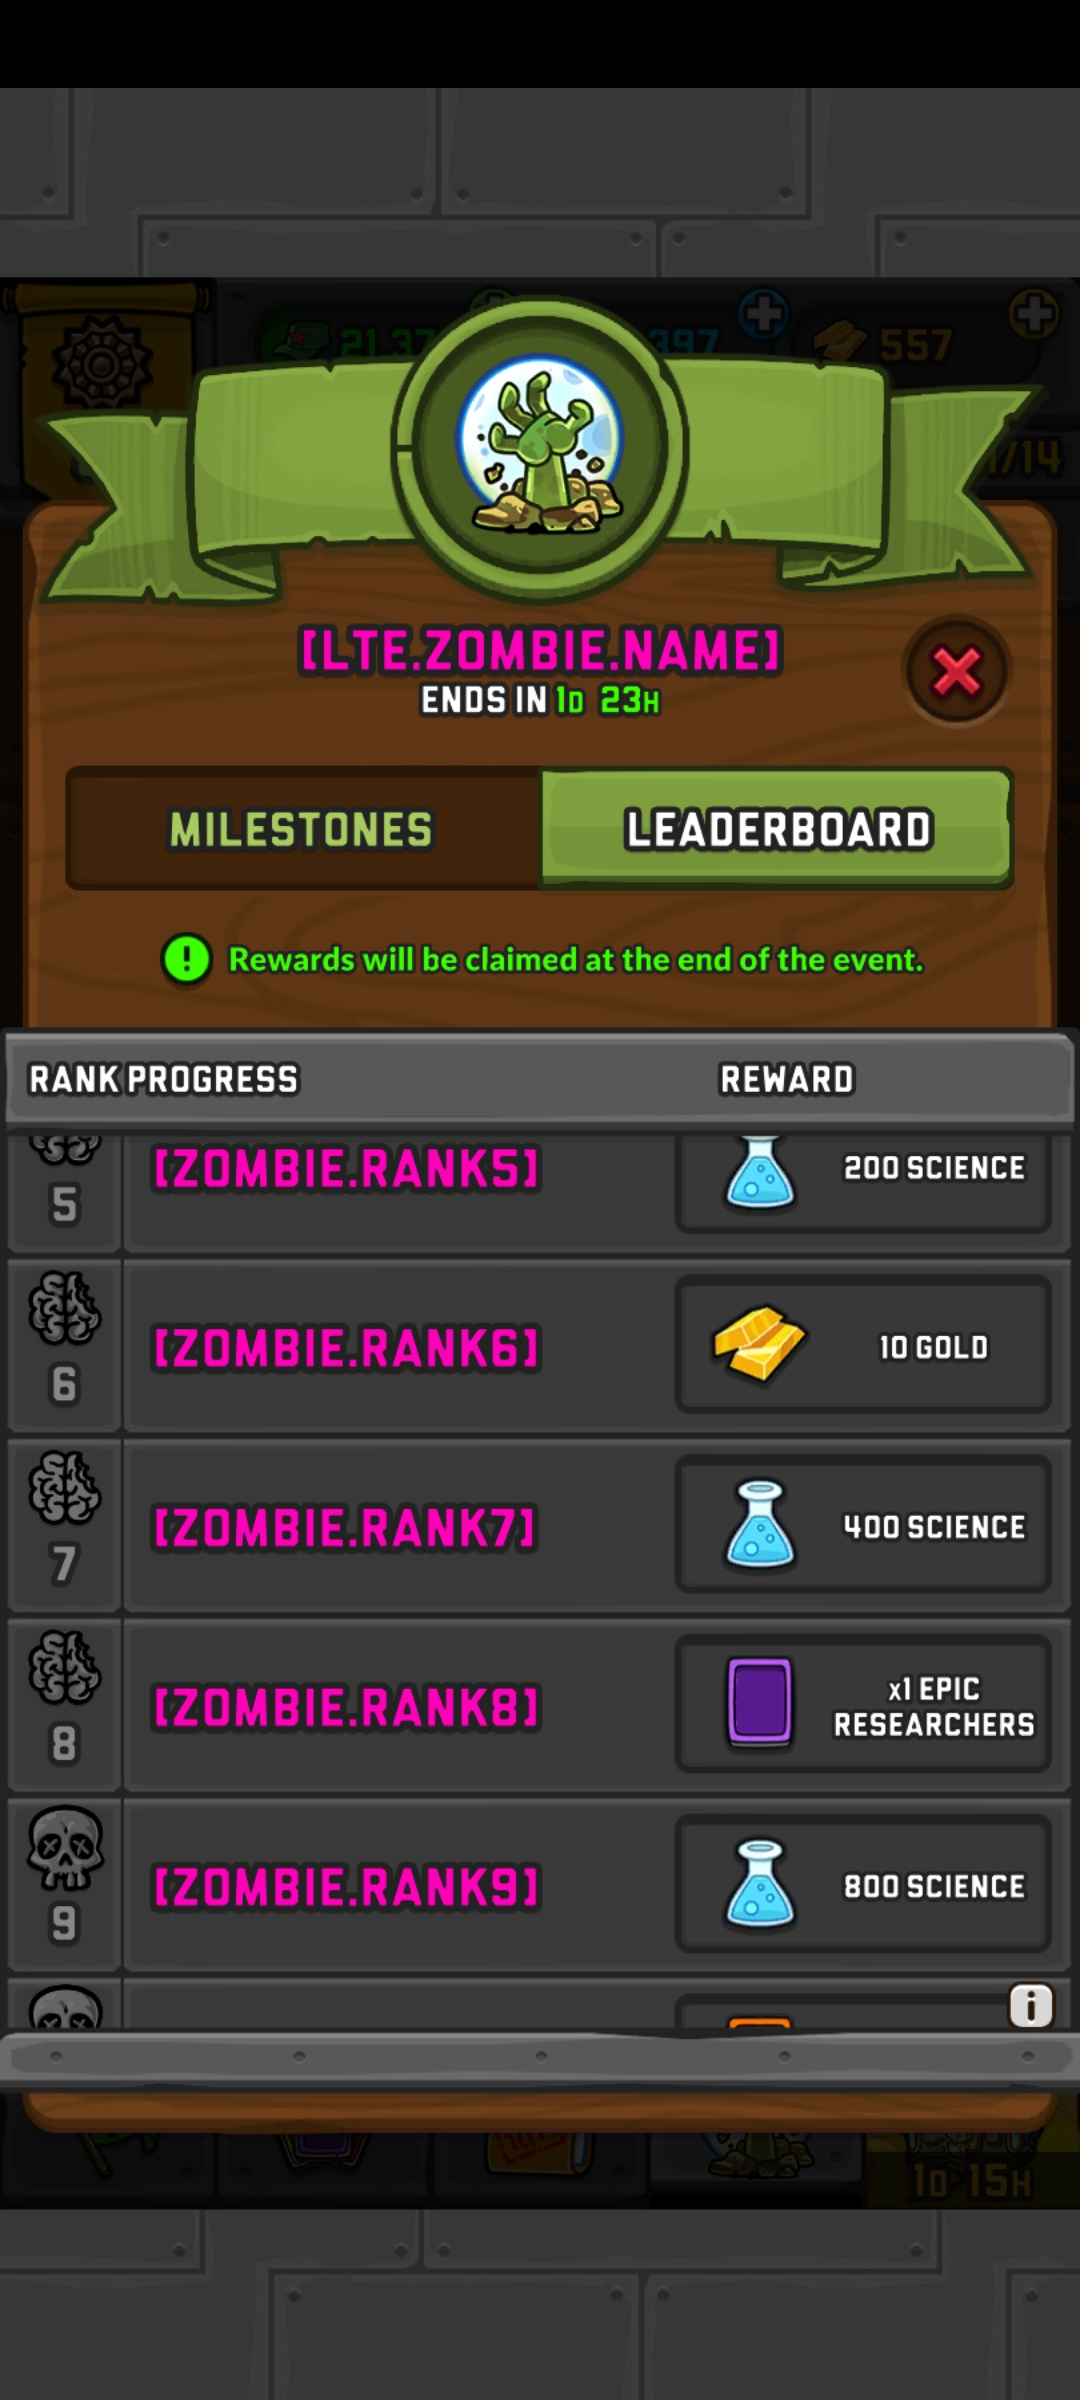 557
[LTE.ZOMBIE.NAME]
ENDS IN 1D 23H
MILESTONES
LEADERBOARD
! Rewards will be claimed at the end of the event.
RANK PROGRESS REWARD
5 [ZOMBIE.RANK5] 200 SCIENCE
6 [ZOMBIE.RANK6] 10 GOLD
7 [ZOMBIE.RANK7] 400 SCIENCE
8 [ZOMBIE.RANK8] x1 EPIC
RESEARCHERS
9 [ZOMBIE.RANK9] 800 SCIENCE
i
1D 15H